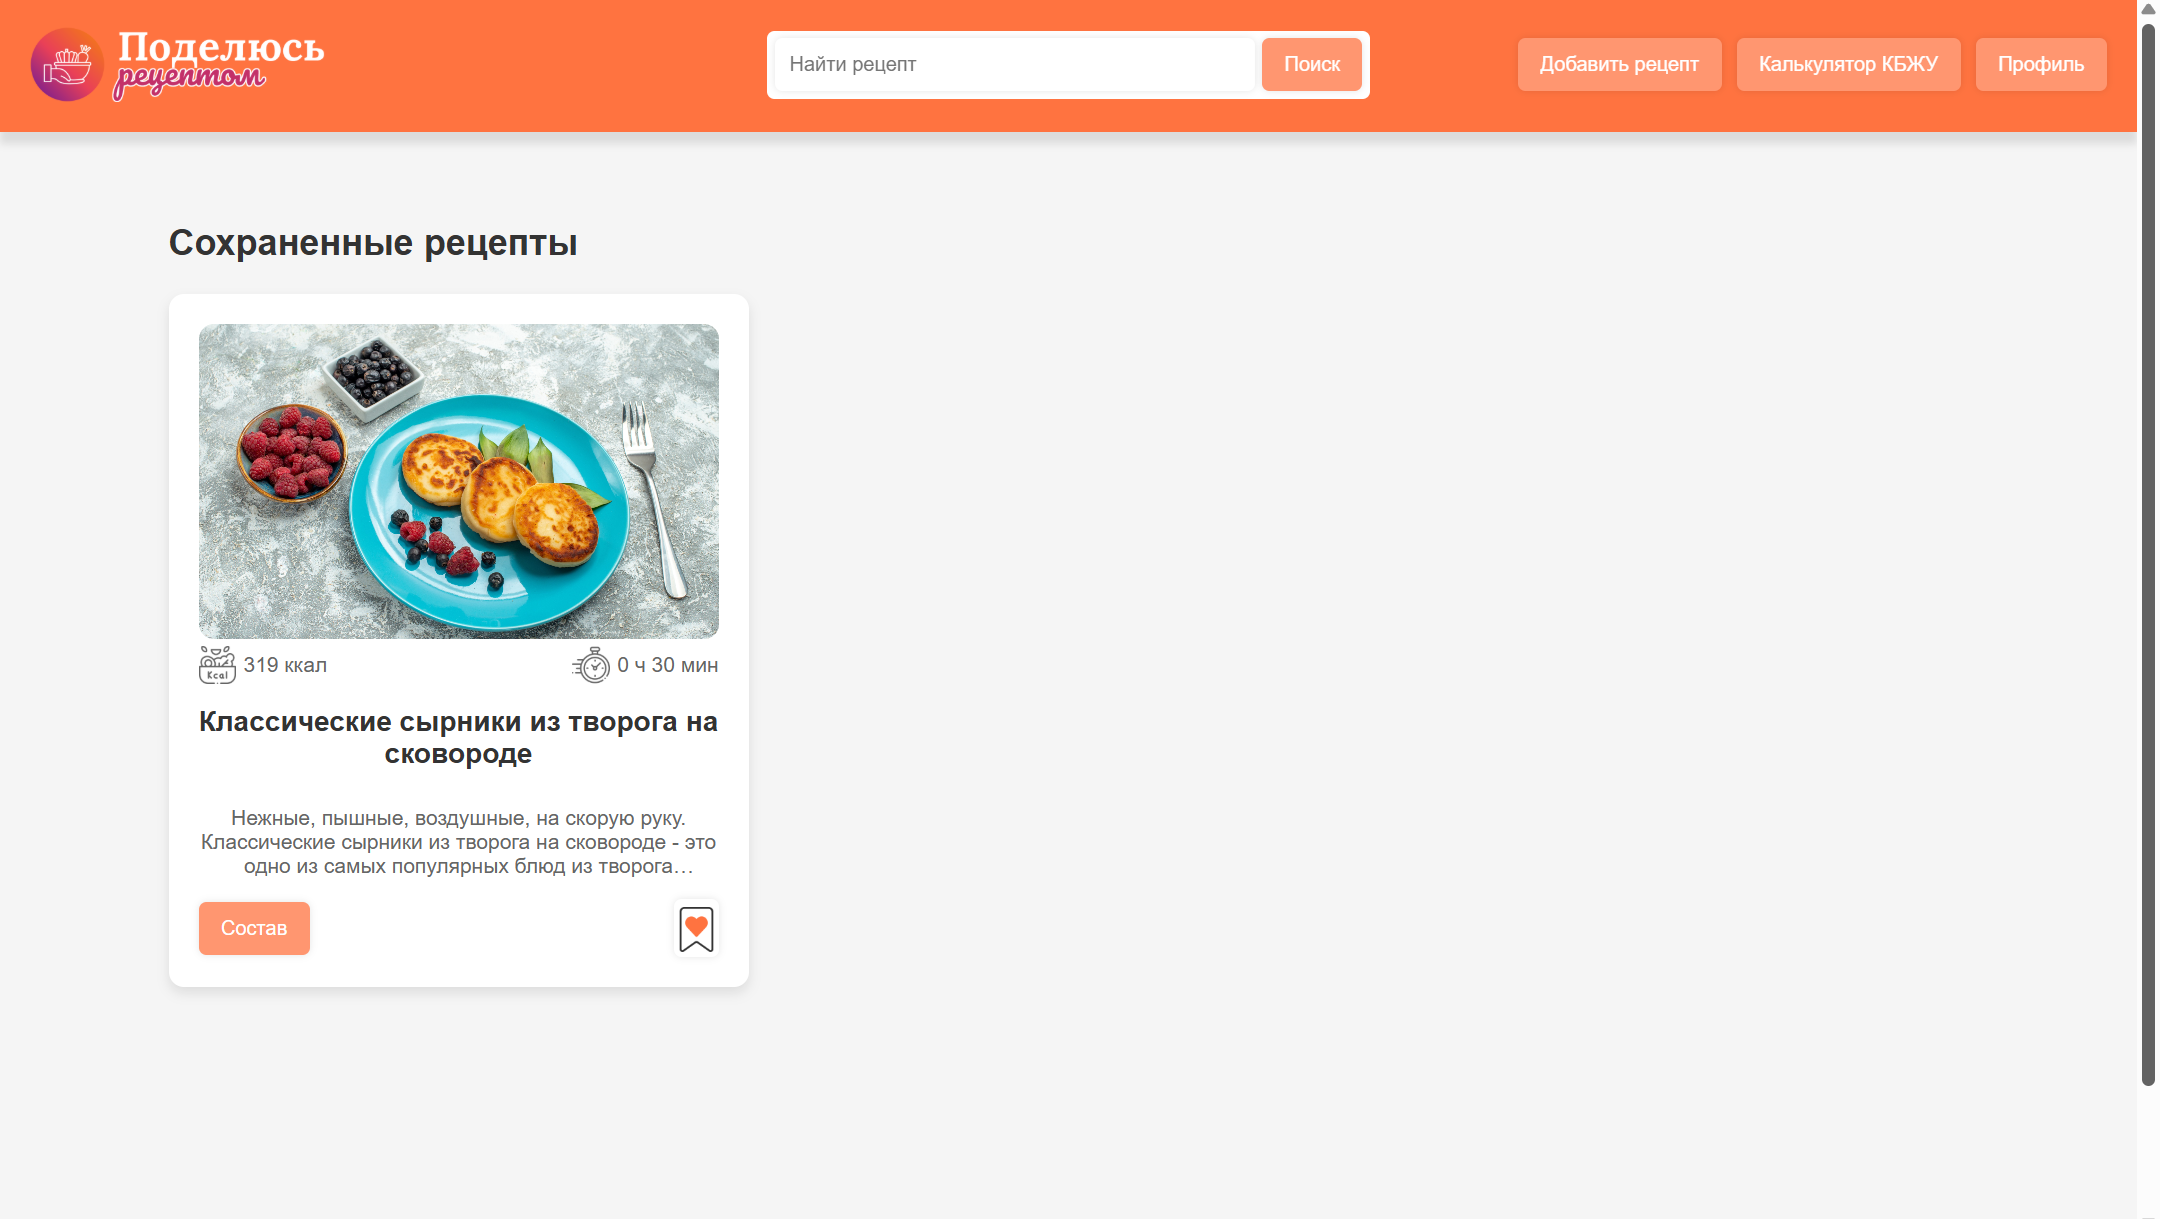 Поделюсь
рецептом
Найти рецепт
Поиск
Добавить рецепт
Калькулятор КБЖУ
Профиль
Сохраненные рецепты
Kcal
319 ккал
0 ч 30 мин
Классические сырники из творога на
сковороде
Нежные, пышные, воздушные, на скорую руку.
Классические сырники из творога на сковороде - это
одно из самых популярных блюд из творога…
Состав